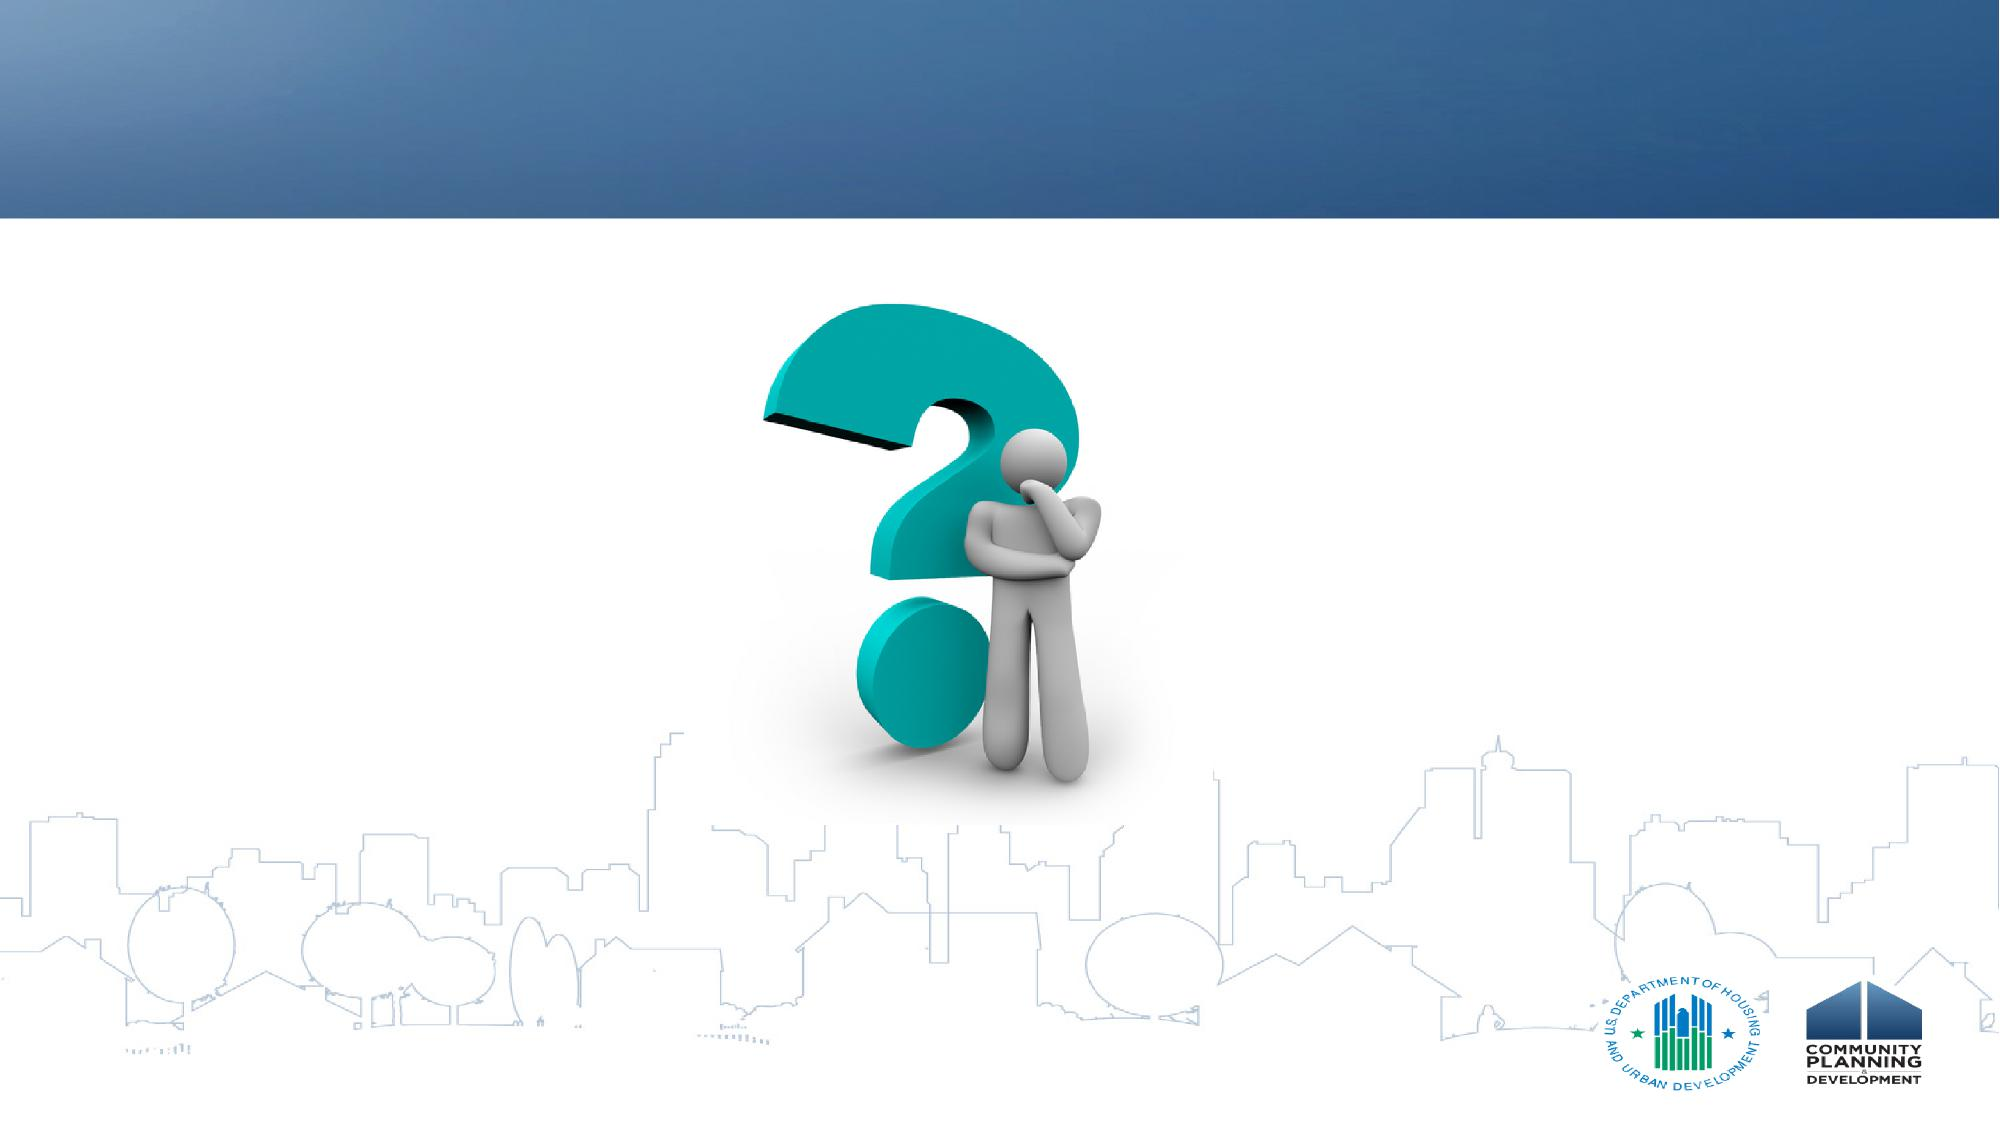 U.S. DEPARTMENT OF HOUSING
AND URBAN DEVELOPMENT
COMMUNITY
PLANNING
&
DEVELOPMENT